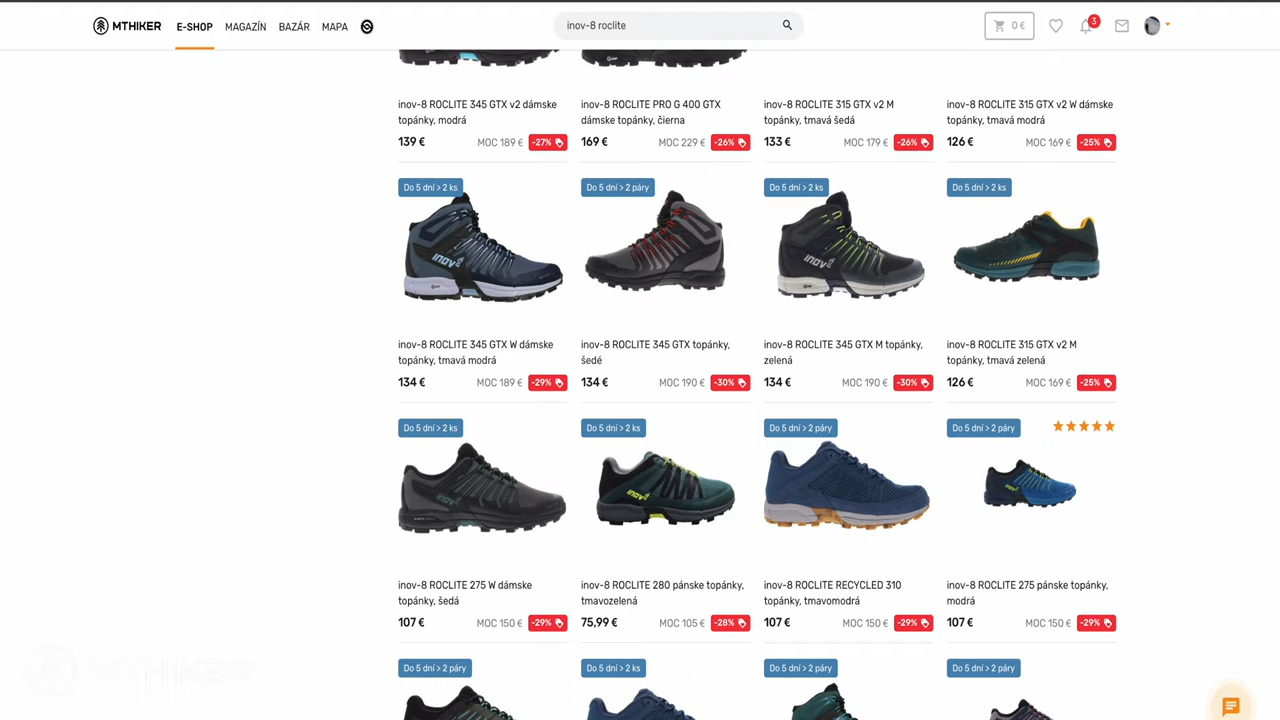 MTHIKER
E-SHOP
MAGAZÍN
BAZÁR
MAPA
inov-8 roclite
0 €
3
inov-8 ROCLITE 345 GTX v2 dámske
topánky, modrá
139 €
MOC 189 €
-27%
inov-8 ROCLITE PRO G 400 GTX
dámske topánky, čierna
169 €
MOC 229 €
-26%
inov-8 ROCLITE 315 GTX v2 M
topánky, tmavá šedá
133 €
MOC 179 €
-26%
inov-8 ROCLITE 315 GTX v2 W dámske
topánky, tmavá modrá
126 €
MOC 169 €
-25%
Do 5 dní > 2 ks
inov-8 ROCLITE 345 GTX W dámske
topánky, tmavá modrá
134 €
MOC 189 €
-29%
Do 5 dní > 2 páry
inov-8 ROCLITE 345 GTX topánky,
šedé
134 €
MOC 190 €
-30%
Do 5 dní > 2 ks
inov-8 ROCLITE 345 GTX M topánky,
zelená
134 €
MOC 190 €
-30%
Do 5 dní > 2 ks
inov-8 ROCLITE 315 GTX v2 M
topánky, tmavá zelená
126 €
MOC 169 €
-25%
Do 5 dní > 2 ks
inov-8 ROCLITE 275 W dámske
topánky, šedá
107 €
MOC 150 €
-29%
Do 5 dní > 2 ks
inov-8 ROCLITE 280 pánske topánky,
tmavozelená
75,99 €
MOC 105 €
-28%
Do 5 dní > 2 páry
inov-8 ROCLITE RECYCLED 310
topánky, tmavomodrá
107 €
MOC 150 €
-29%
Do 5 dní > 2 páry
inov-8 ROCLITE 275 pánske topánky,
modrá
107 €
MOC 150 €
-29%
Do 5 dní > 2 páry
Do 5 dní > 2 ks
Do 5 dní > 2 páry
Do 5 dní > 2 páry
MTHIKER